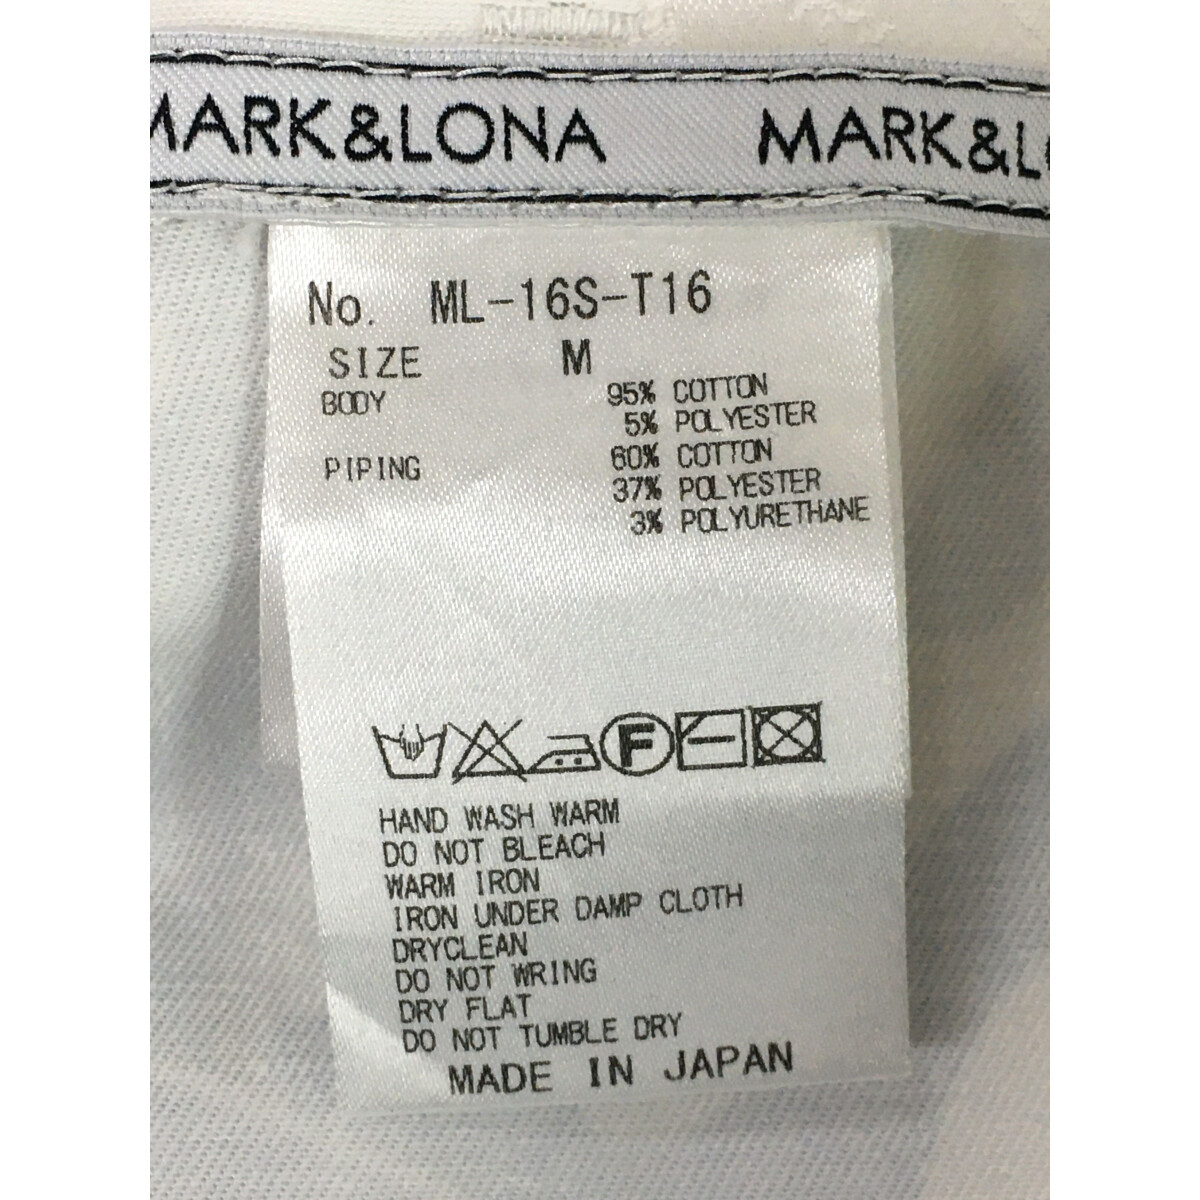 MARK&LONA MARK&L
No. ML-16S-T16
SIZE M
BODY 95% COTTON
5% POLYESTER
PIPING 60% COTTON
37% POLYESTER
3% POLYURETHANE
F
HAND WASH WARM
DO NOT BLEACH
WARM IRON
IRON UNDER DAMP CLOTH
DRYCLEAN
DO NOT WRING
DRY FLAT
DO NOT TUMBLE DRY
MADE IN JAPAN